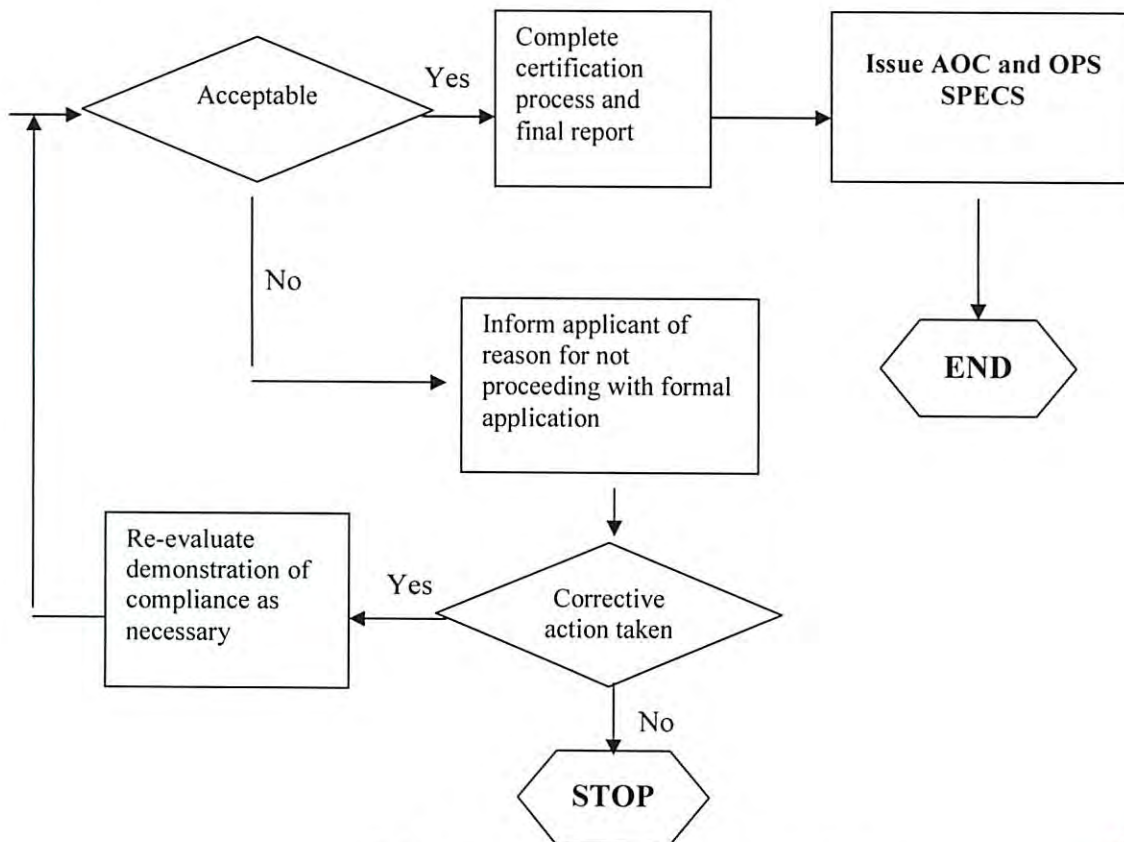 Acceptable
Yes
Complete
certification
process and
final report
Issue AOC and OPS
SPECS
No
Inform applicant of
reason for not
proceeding with formal
application
END
Re-evaluate
demonstration of
compliance as
necessary
Yes
Corrective
action taken
No
STOP